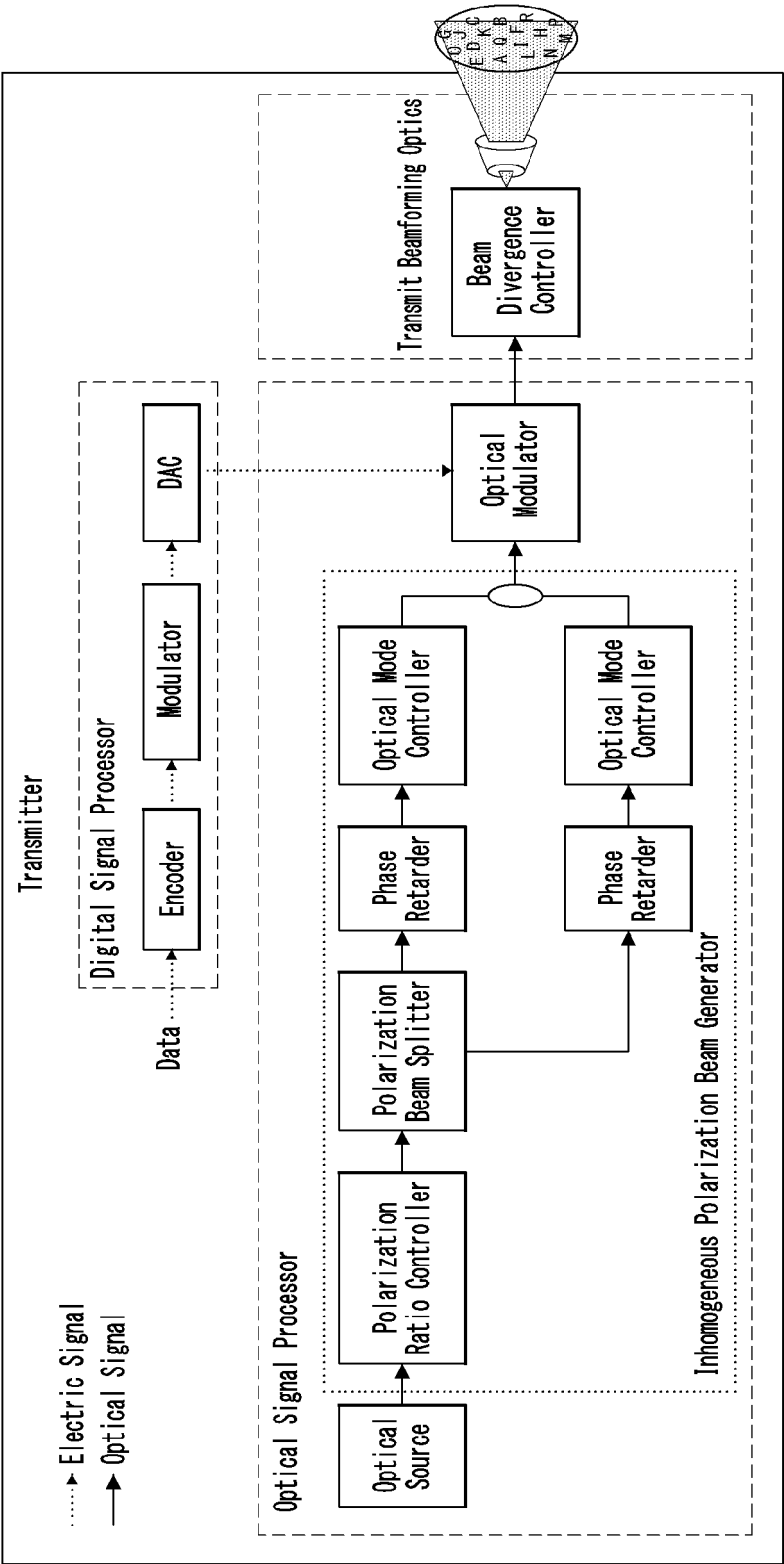 Transmitter
Electric Signal
Optical Signal
Digital Signal Processor
Data
Encoder
Modulator
DAC
Optical Signal Processor
Optical
Source
Polarization
Ratio Controller
Polarization
Beam Splitter
Phase
Retarder
Optical Mode
Controller
Phase
Retarder
Optical Mode
Controller
Inhomogeneous Polarization Beam Generator
Optical
Modulator
Transmit Beamforming Optics
Beam
Divergence
Controller
O J G
E D K C
A Q B
L I F R
N H
M P